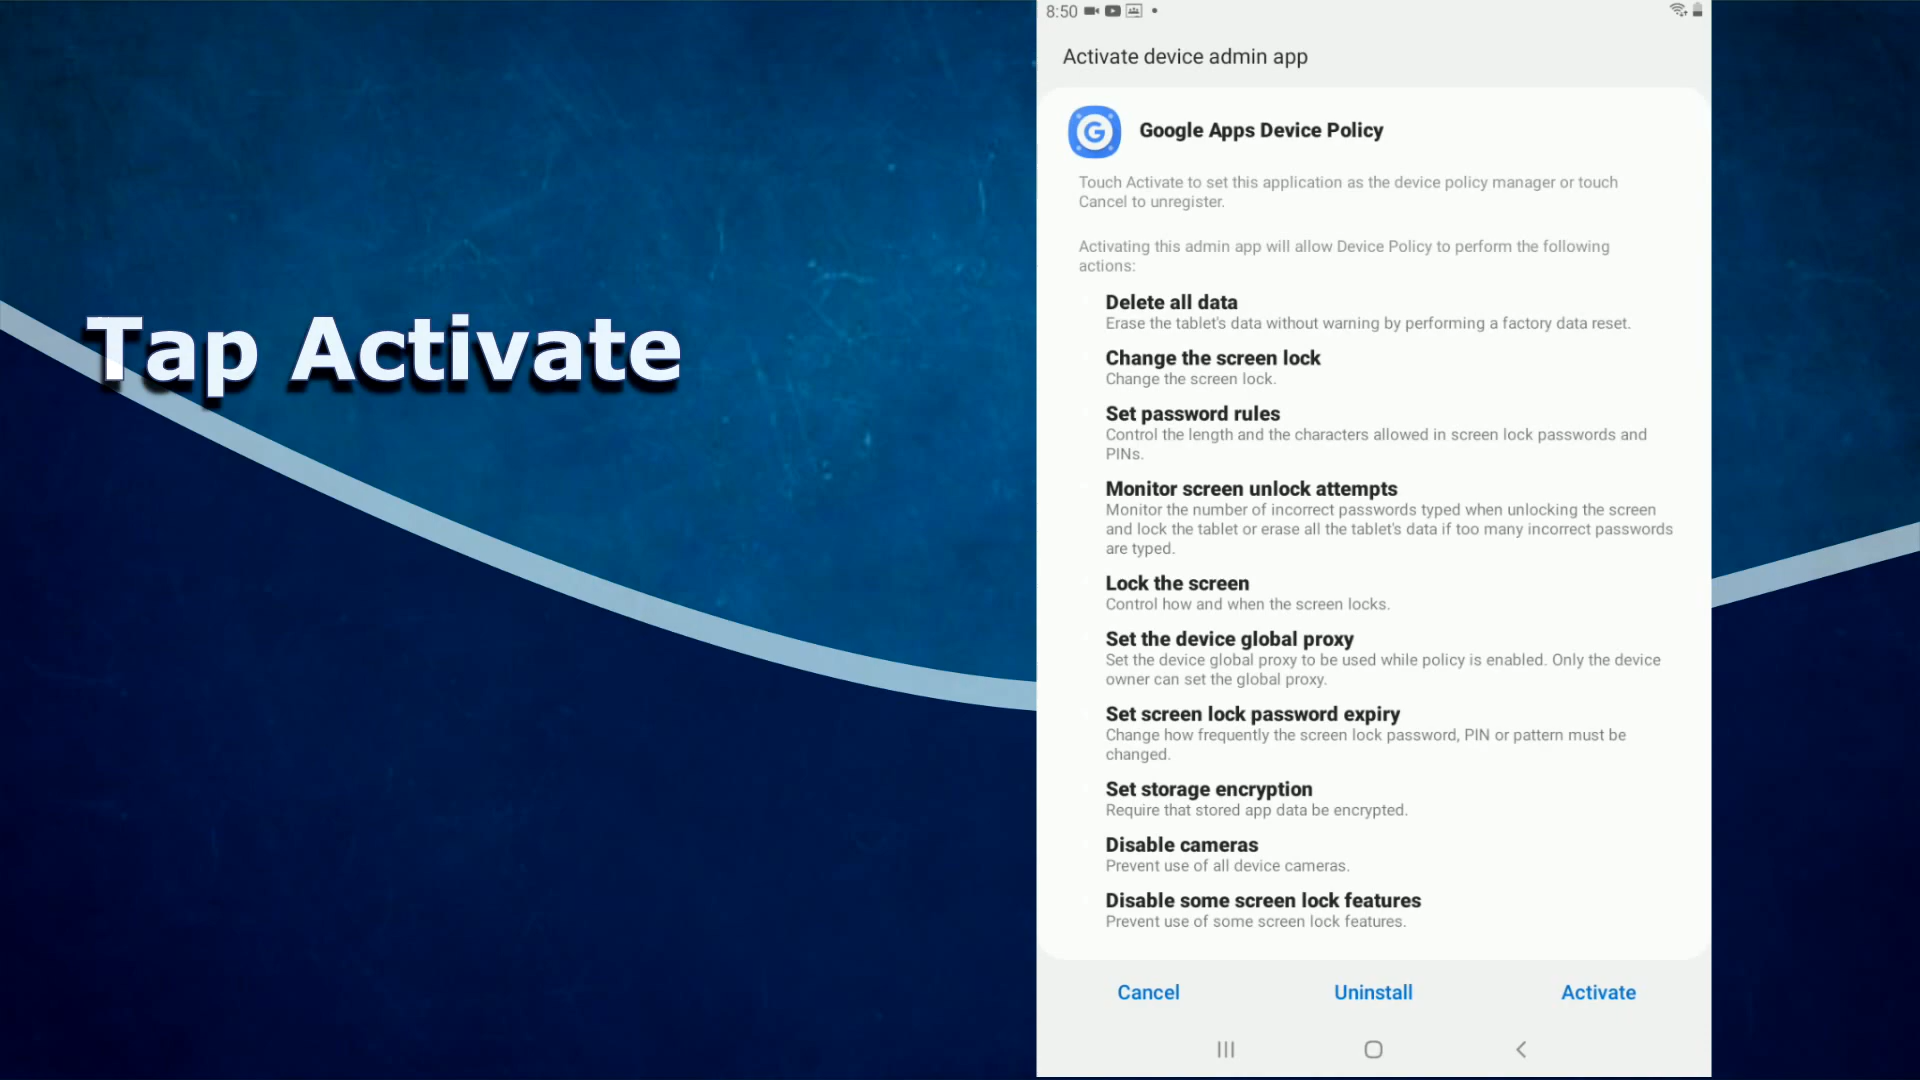 Tap Activate
8:50
Activate device admin app
Google Apps Device Policy
Touch Activate to set this application as the device policy manager or touch
Cancel to unregister.
Activating this admin app will allow Device Policy to perform the following
actions:
Delete all data
Erase the tablet's data without warning by performing a factory data reset.
Change the screen lock
Change the screen lock.
Set password rules
Control the length and the characters allowed in screen lock passwords and
PINs.
Monitor screen unlock attempts
Monitor the number of incorrect passwords typed when unlocking the screen
and lock the tablet or erase all the tablet's data if too many incorrect passwords
are typed.
Lock the screen
Control how and when the screen locks.
Set the device global proxy
Set the device global proxy to be used while policy is enabled. Only the device
owner can set the global proxy.
Set screen lock password expiry
Change how frequently the screen lock password, PIN or pattern must be
changed.
Set storage encryption
Require that stored app data be encrypted.
Disable cameras
Prevent use of all device cameras.
Disable some screen lock features
Prevent use of some screen lock features.
Cancel Uninstall Activate